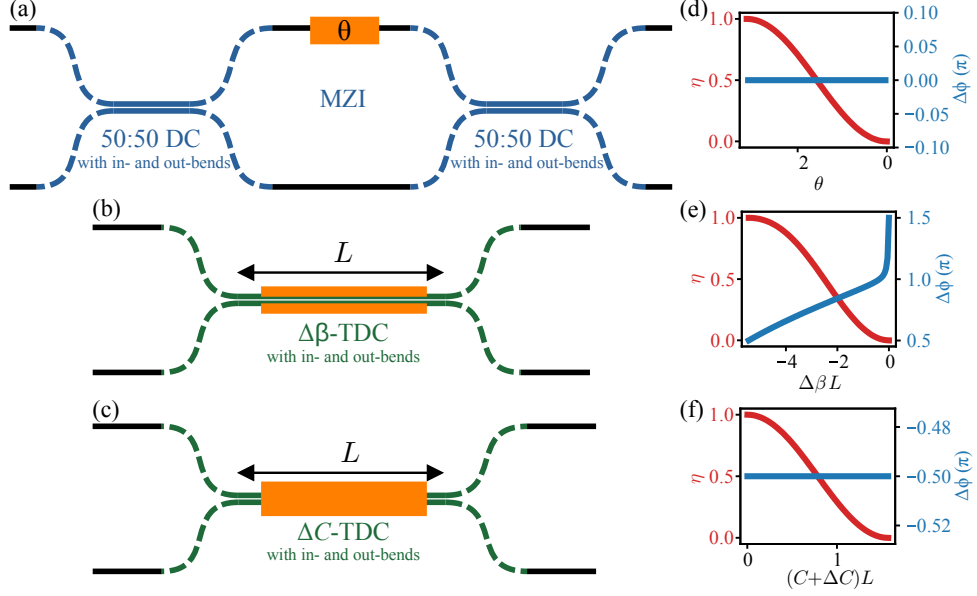 (a)
θ
MZI
50:50 DC
with in- and out-bends
50:50 DC
with in- and out-bends
(b)
L
Δβ-TDC
with in- and out-bends
(c)
L
ΔC-TDC
with in- and out-bends
(d)
1.0
0.5
0.0
η
2
0
θ
0.10
0.05
0.00
−0.05
−0.10
Δϕ (π)
(e)
1.0
0.5
0.0
η
−4
−2
0
ΔβL
1.5
1.0
0.5
Δϕ (π)
(f)
1.0
0.5
0.0
η
0
1
(C+ΔC)L
−0.48
−0.50
−0.52
Δϕ (π)